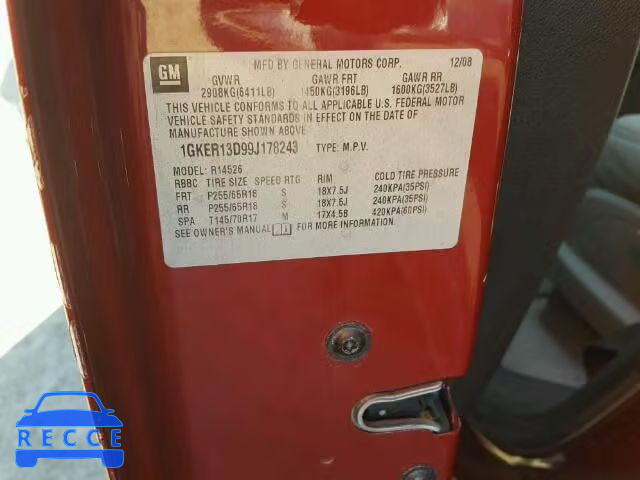 GM MFD BY GENERAL MOTORS CORP. 12/08
GVWR GAWR FRT GAWR RR
2908KG(6411LB) 1450KG(3196LB) 1600KG(3527LB)
THIS VEHICLE CONFORMS TO ALL APPLICABLE U.S. FEDERAL MOTOR
VEHICLE SAFETY STANDARDS IN EFFECT ON THE DATE OF
MANUFACTURE SHOWN ABOVE.
1GKER13D99J178243 TYPE: M.P.V.
MODEL: R14526
RBBC TIRE SIZE SPEED RTG RIM COLD TIRE PRESSURE
FRT P255/65R18 S 18X7.5J 240KPA(35PSI)
RR P255/65R18 S 18X7.5J 240KPA(35PSI)
SPA T145/70R17 M 17X4.5B 420KPA(60PSI)
SEE OWNER'S MANUAL FOR MORE INFORMATION.
RECCE